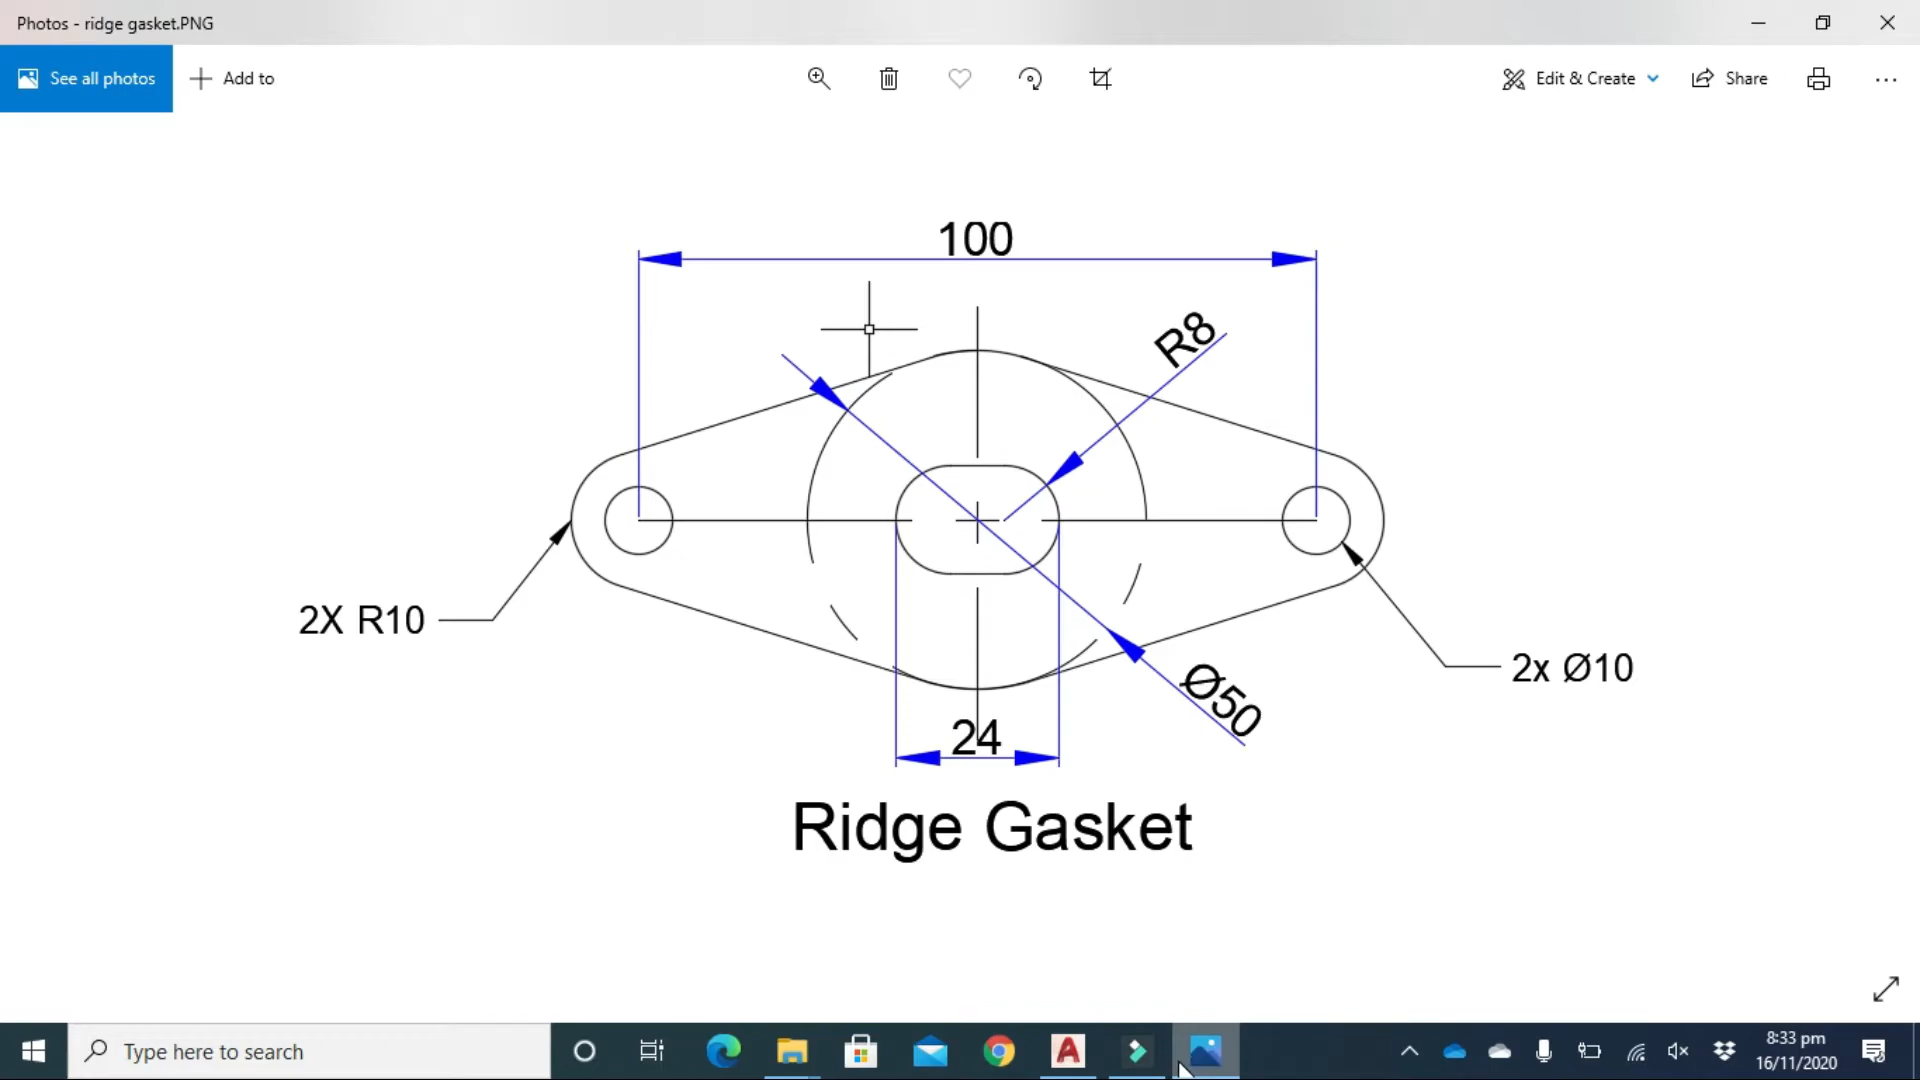 Photos - ridge gasket.PNG
See all photos
Add to
Edit & Create
Share
100
R8
2X R10
2x Ø10
Ø50
24
Ridge Gasket
Type here to search
8:33 pm
16/11/2020